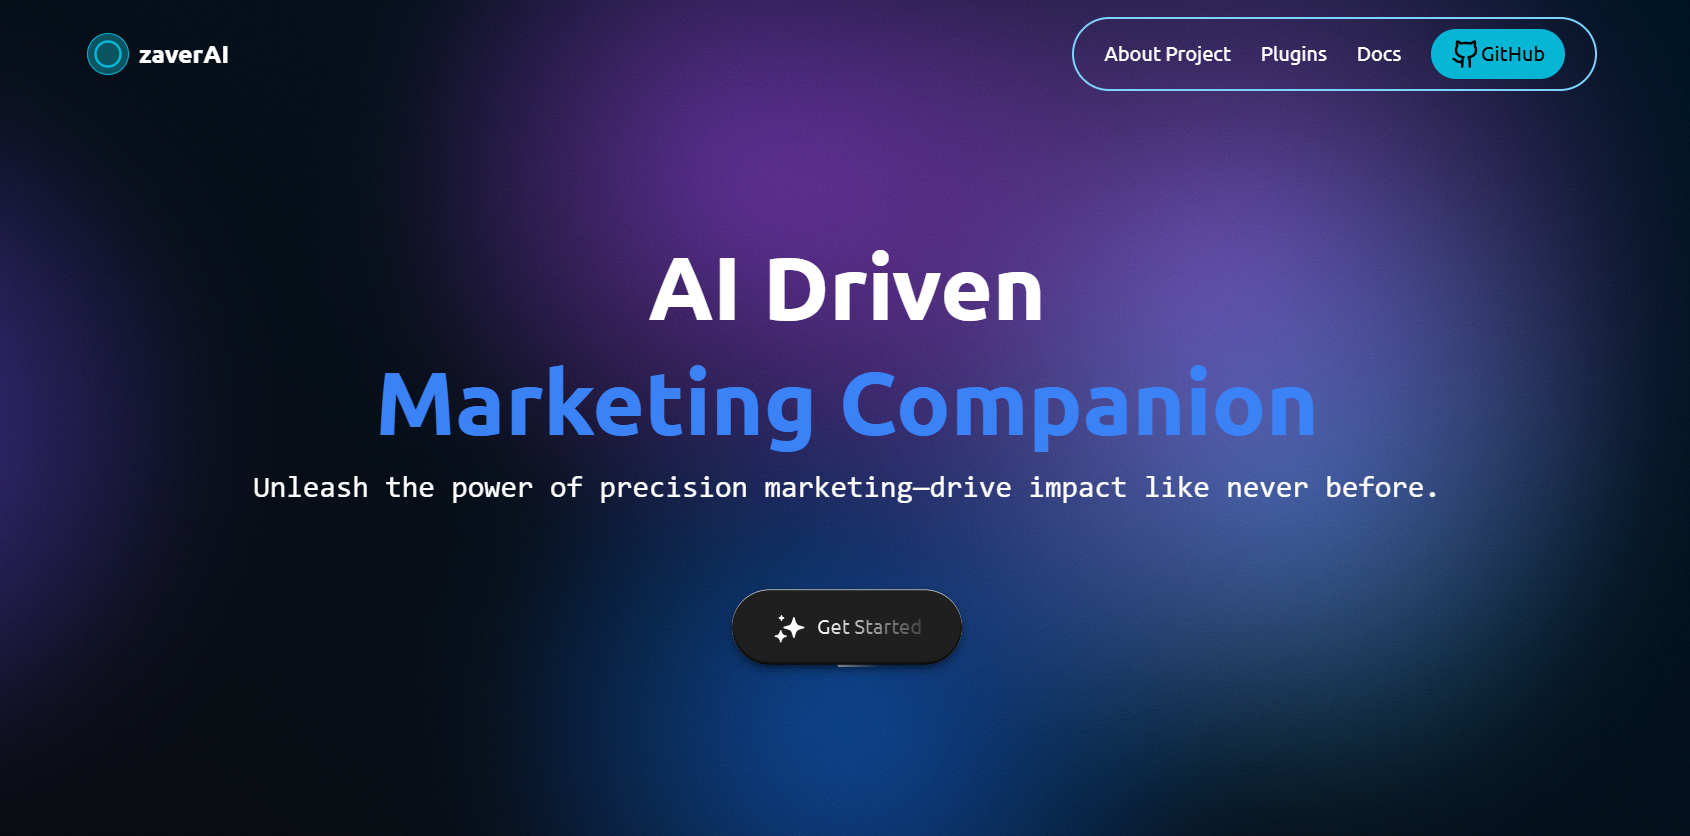 zaverAI
About Project Plugins Docs GitHub
AI Driven
Marketing Companion
Unleash the power of precision marketing—drive impact like never before.
Get Started